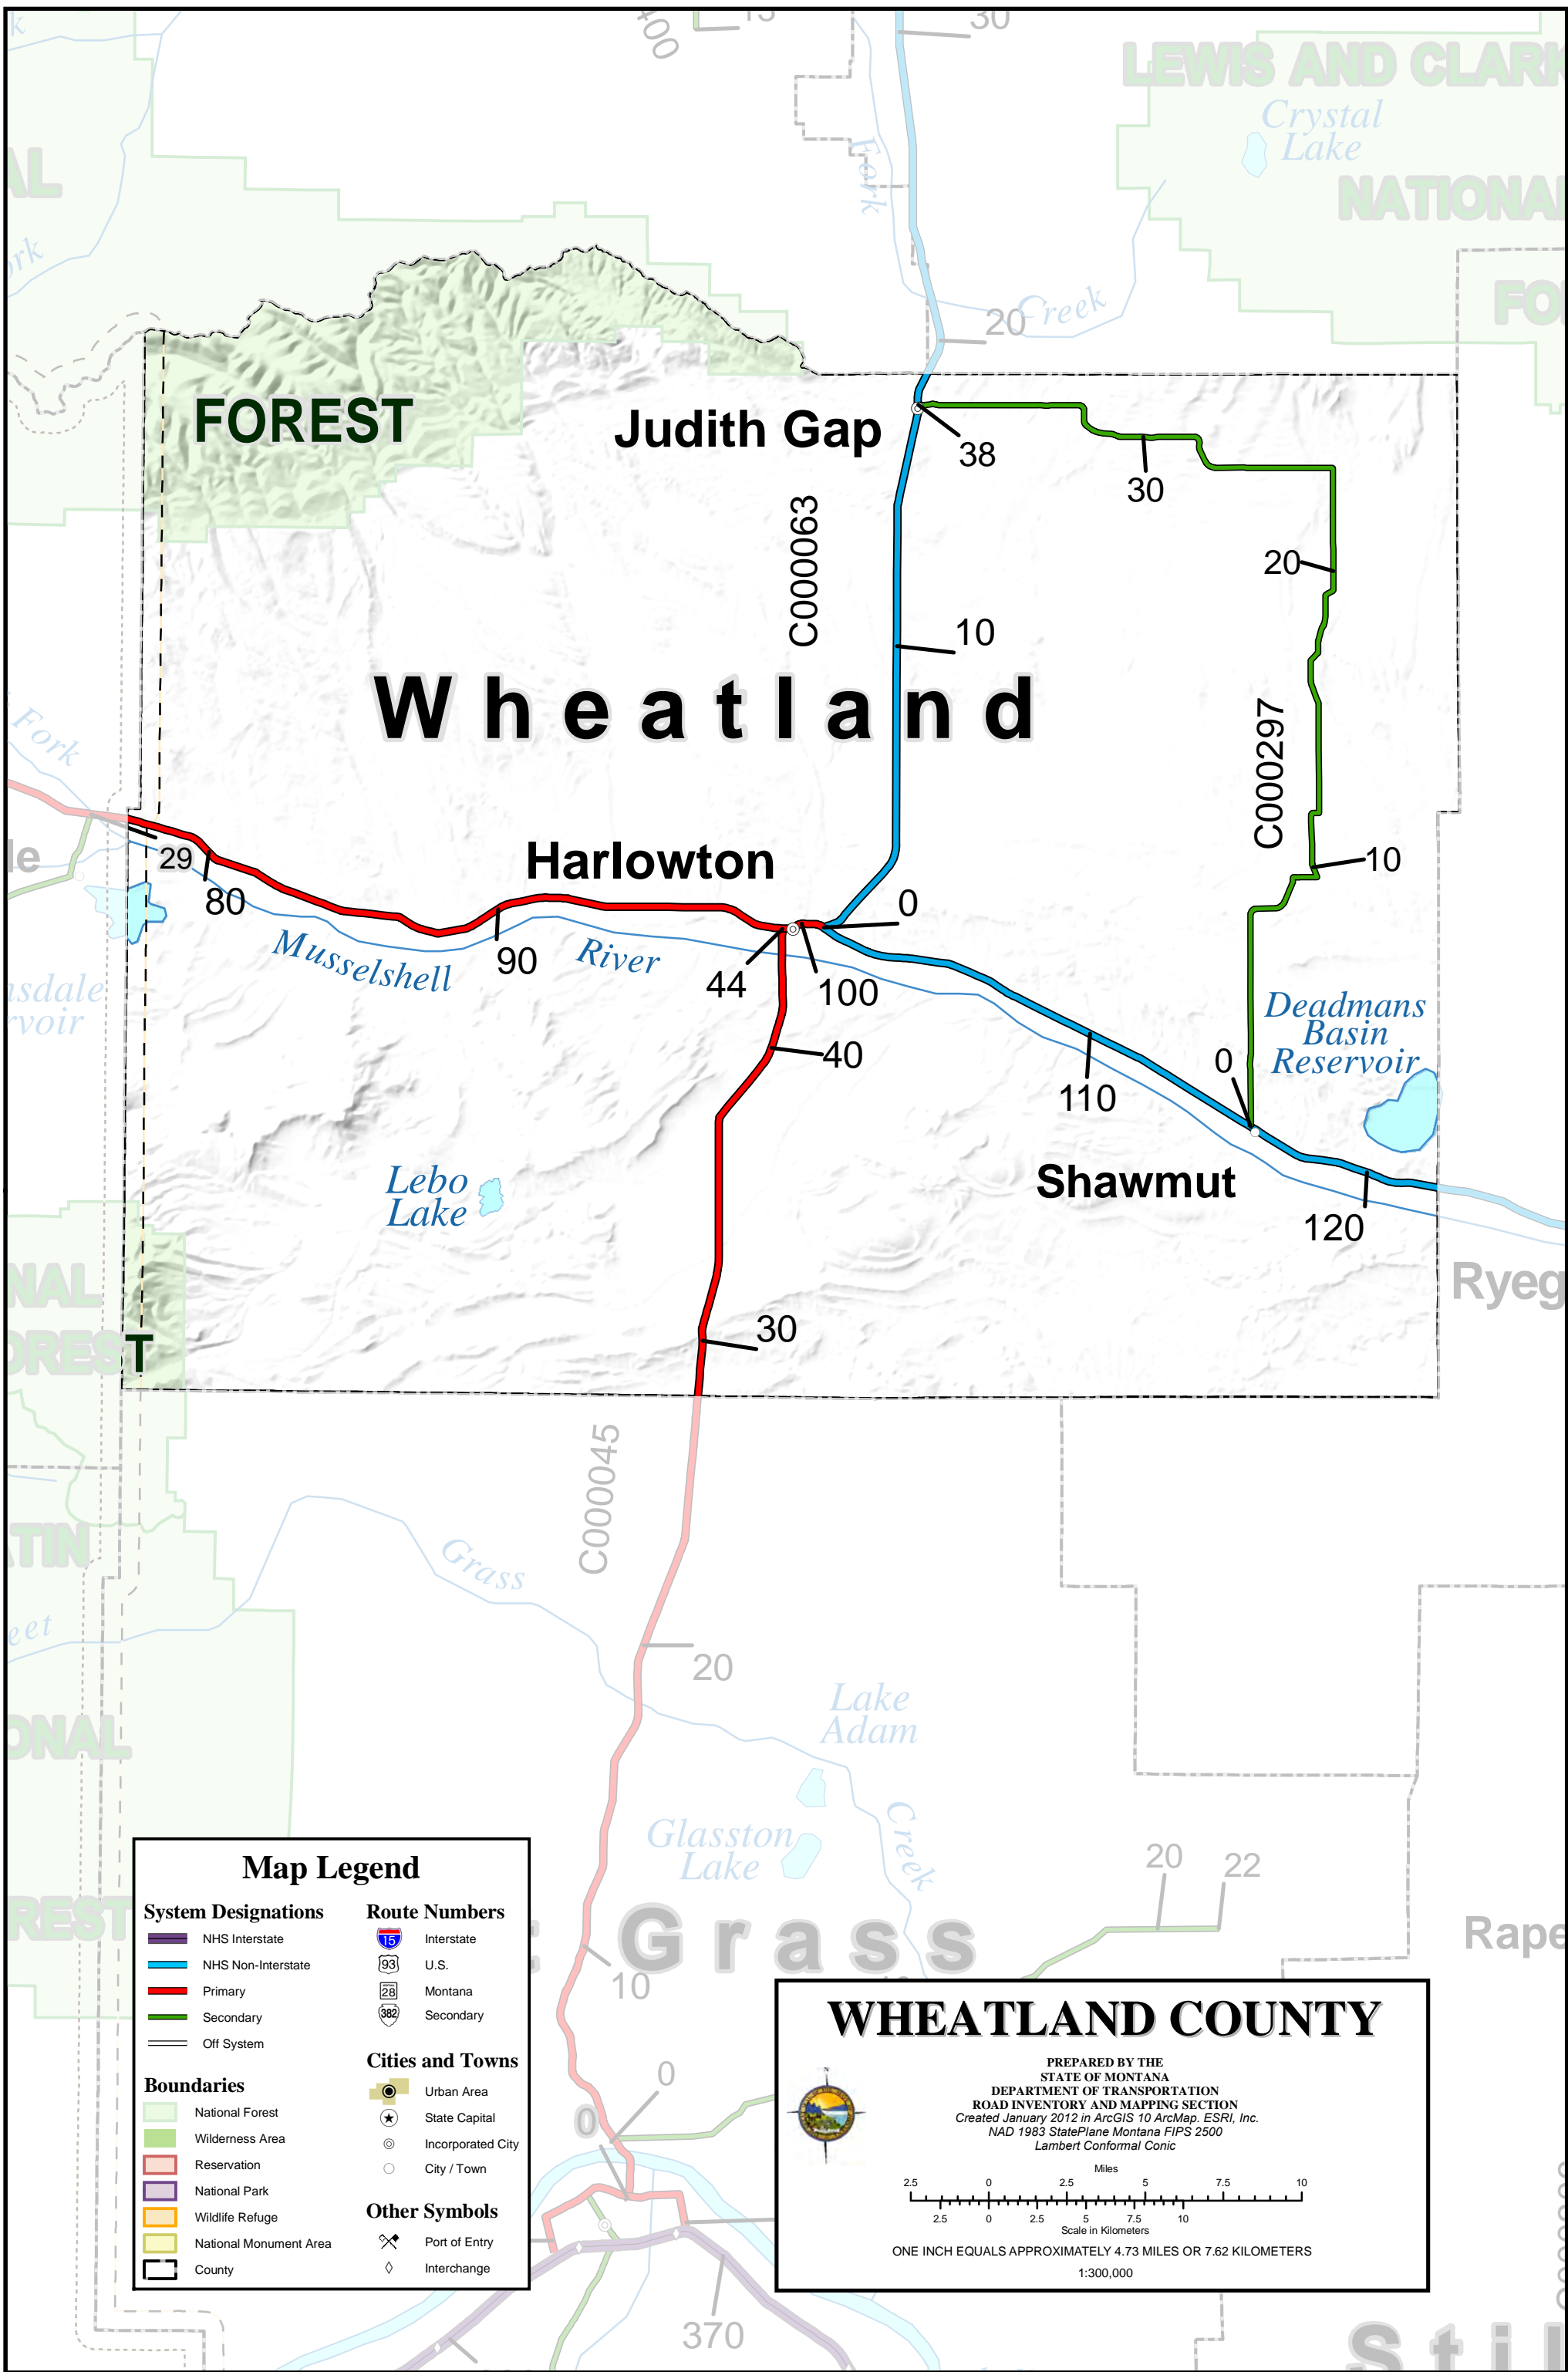 400
15
30
LEWIS AND CLARK
Crystal
Lake
NATIONAL
Fork
Creek
20
FOREST
Judith Gap
38
30
20
C000063
10
Wheatland
C000297
Fork
Harlowton
29
80
90
44
100
0
10
Musselshell
River
40
110
0
Deadmans
Basin
Reservoir
Lebo
Lake
Shawmut
120
30
T
C000045
Grass
20
Lake
Adam
Glasston
Lake
Creek
20
22
Grass
10
0
0
370
Map Legend
System Designations
NHS Interstate
NHS Non-Interstate
Primary
Secondary
Off System
Boundaries
National Forest
Wilderness Area
Reservation
National Park
Wildlife Refuge
National Monument Area
County
Route Numbers
15 Interstate
93 U.S.
28 Montana
382 Secondary
Cities and Towns
Urban Area
State Capital
Incorporated City
City / Town
Other Symbols
Port of Entry
Interchange
WHEATLAND COUNTY
PREPARED BY THE
STATE OF MONTANA
DEPARTMENT OF TRANSPORTATION
ROAD INVENTORY AND MAPPING SECTION
Created January 2012 in ArcGIS 10 ArcMap. ESRI, Inc.
NAD 1983 StatePlane Montana FIPS 2500
Lambert Conformal Conic
Miles
2.5 0 2.5 5 7.5 10
2.5 0 2.5 5 7.5 10
Scale in Kilometers
ONE INCH EQUALS APPROXIMATELY 4.73 MILES OR 7.62 KILOMETERS
1:300,000